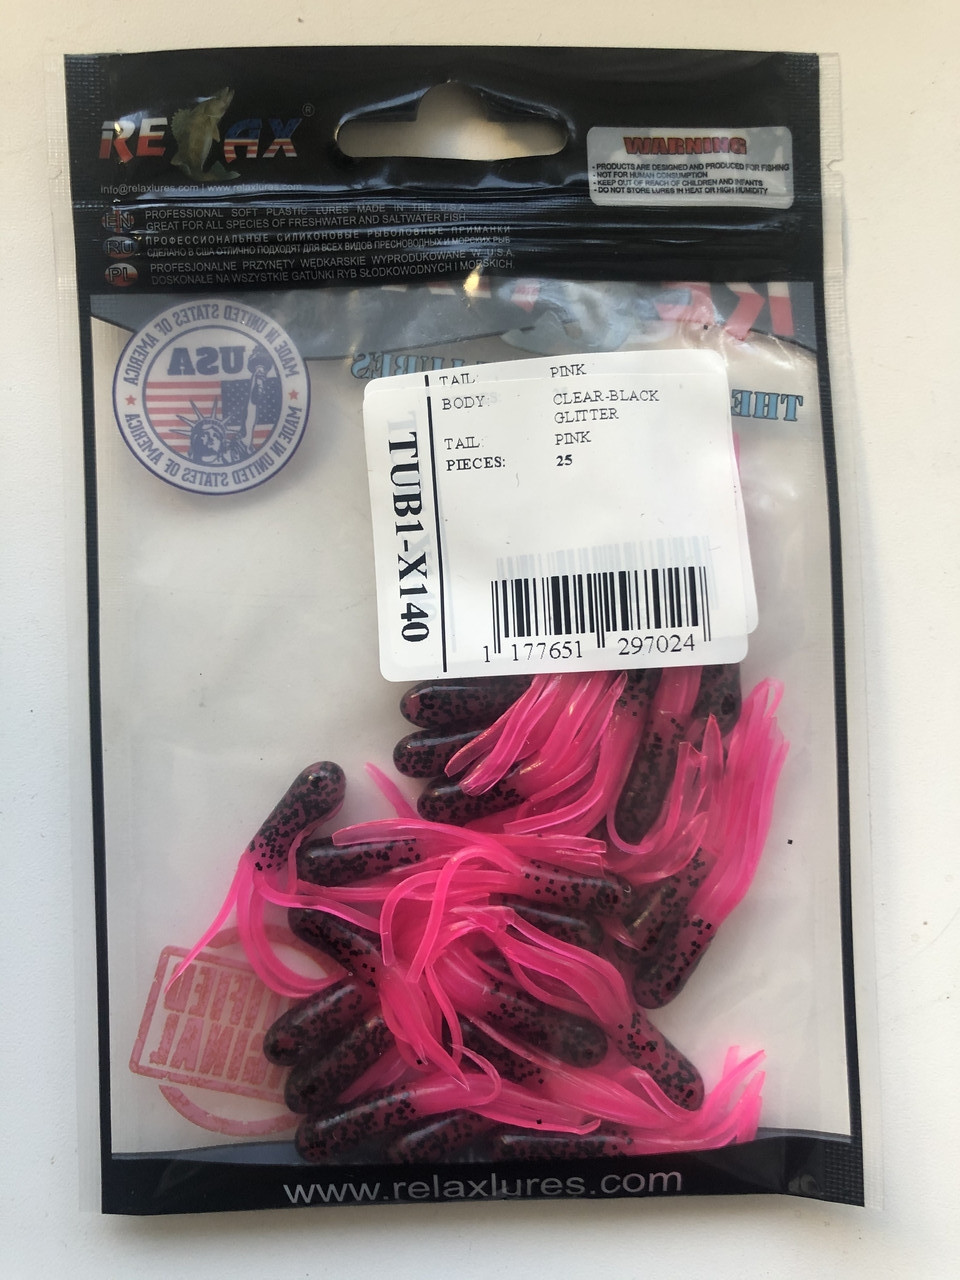 RELAX®
info@relaxlures.com | www.relaxlures.com
WARNING
- PRODUCTS ARE DESIGNED AND PRODUCED FOR FISHING
- NOT FOR HUMAN CONSUMPTION
- KEEP OUT OF REACH OF CHILDREN AND INFANTS
- DO NOT STORE LURES IN HEAT OR HIGH HUMIDITY
EN PROFESSIONAL SOFT PLASTIC LURES MADE IN THE U.S.A.
GREAT FOR ALL SPECIES OF FRESHWATER AND SALTWATER FISH
RU ПРОФЕССИОНАЛЬНЫЕ СИЛИКОНОВЫЕ РЫБОЛОВНЫЕ ПРИМАНКИ
СДЕЛАНО В США ОТЛИЧНО ПОДХОДЯТ ДЛЯ ВСЕХ ВИДОВ ПРЕСНОВОДНЫХ И МОРСКИХ РЫБ
PL PROFESJONALNE PRZYNĘTY WĘDKARSKIE WYPRODUKOWANE W U.S.A.
DOSKONAŁE NA WSZYSTKIE GATUNKI RYB SŁODKOWODNYCH I MORSKICH
MADE IN UNITED STATES OF AMERICA
USA
MADE IN UNITED STATES OF AMERICA
THE
LURES
TAIL: PINK
BODY: CLEAR-BLACK
GLITTER
TAIL: PINK
PIECES: 25
LTUB1-X140
1 177651 297024
www.relaxlures.com